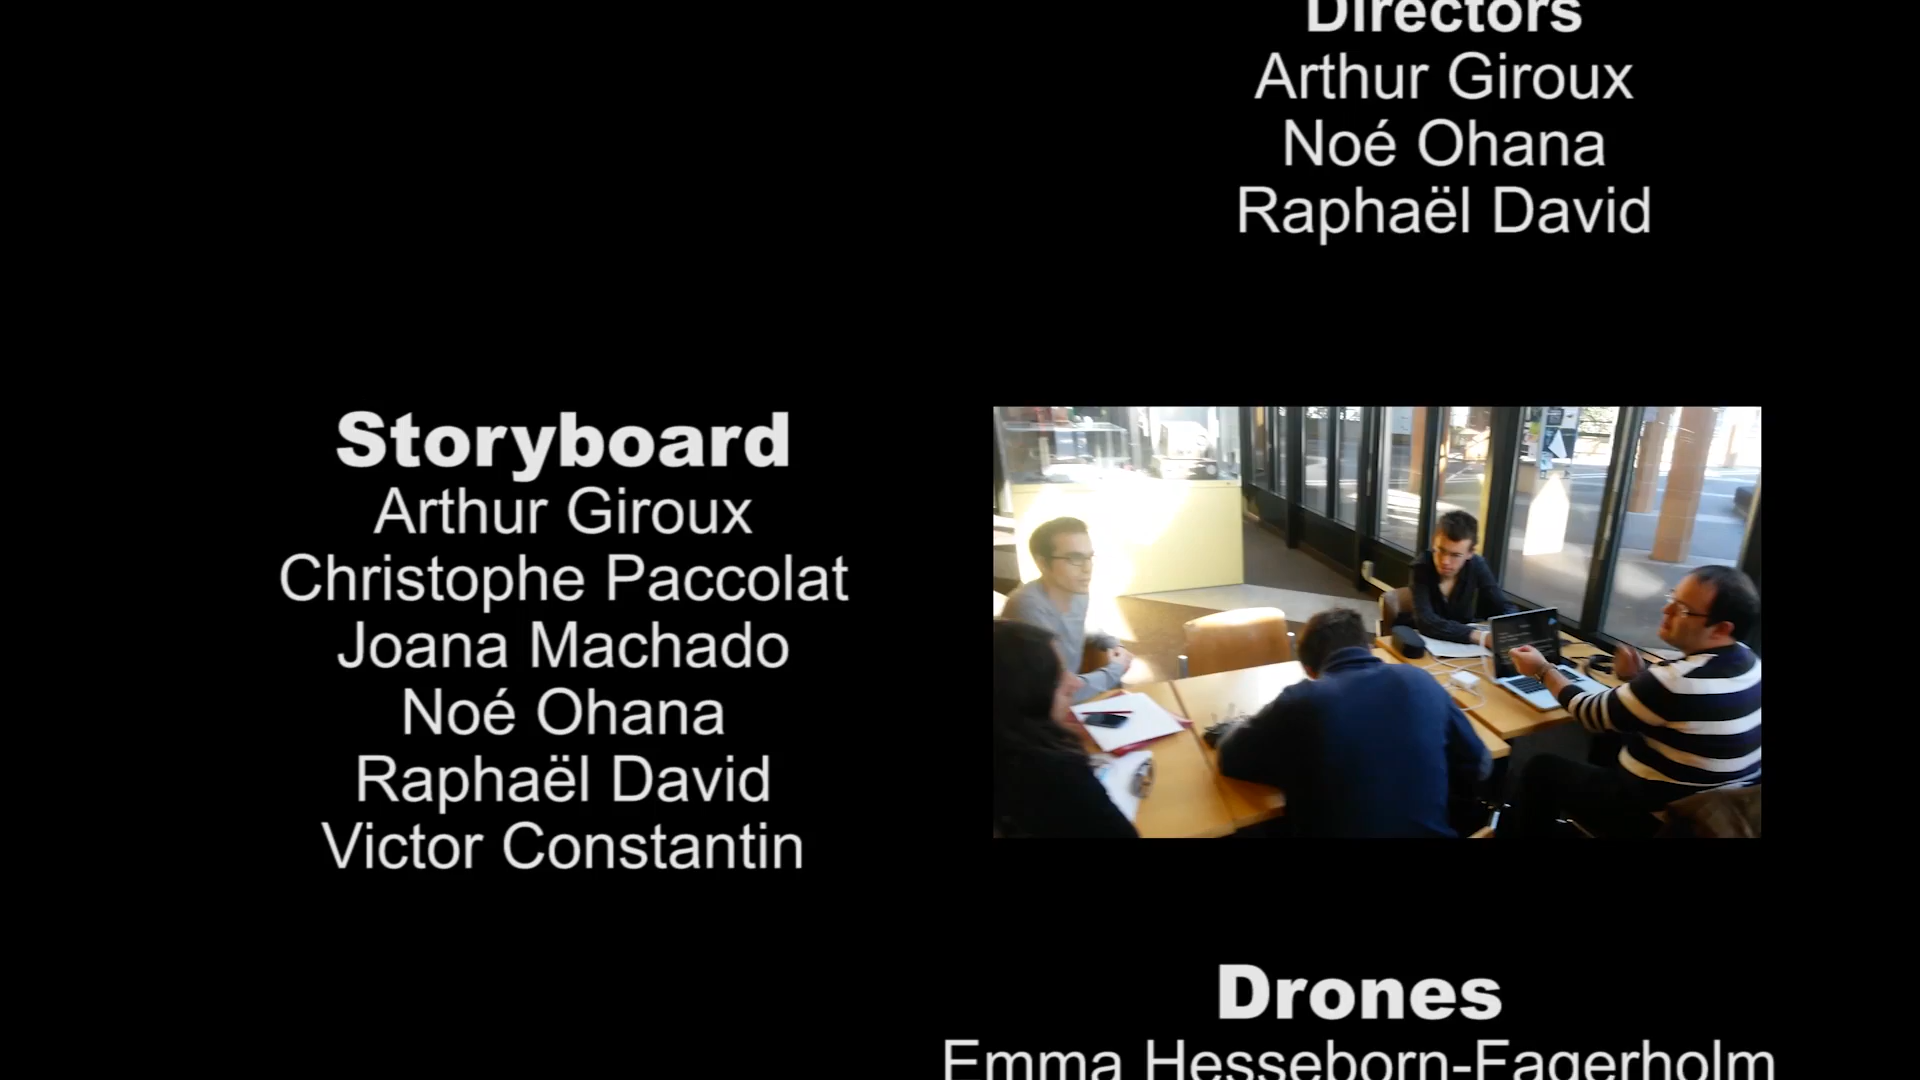 Directors
Arthur Giroux
Noé Ohana
Raphaël David
Storyboard
Arthur Giroux
Christophe Paccolat
Joana Machado
Noé Ohana
Raphaël David
Victor Constantin
Drones
Emma Hesseborn-Fagerholm